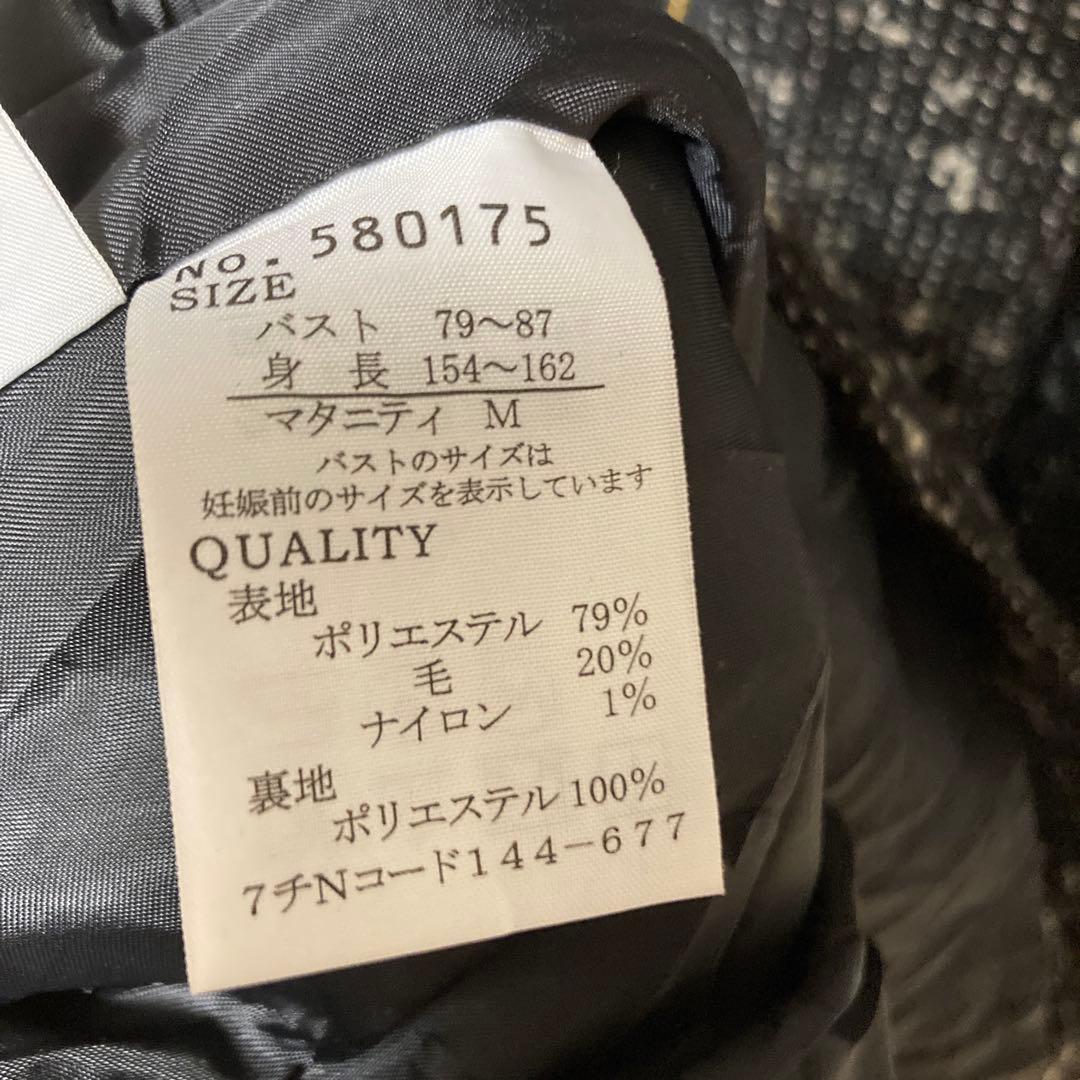 NO. 580175
SIZE
バスト 79〜87
身 長 154〜162
マタニティ M
バストのサイズは
妊娠前のサイズを表示しています
QUALITY
表地
ポリエステル 79%
毛 20%
ナイロン 1%
裏地
ポリエステル 100%
7チNコード144-677